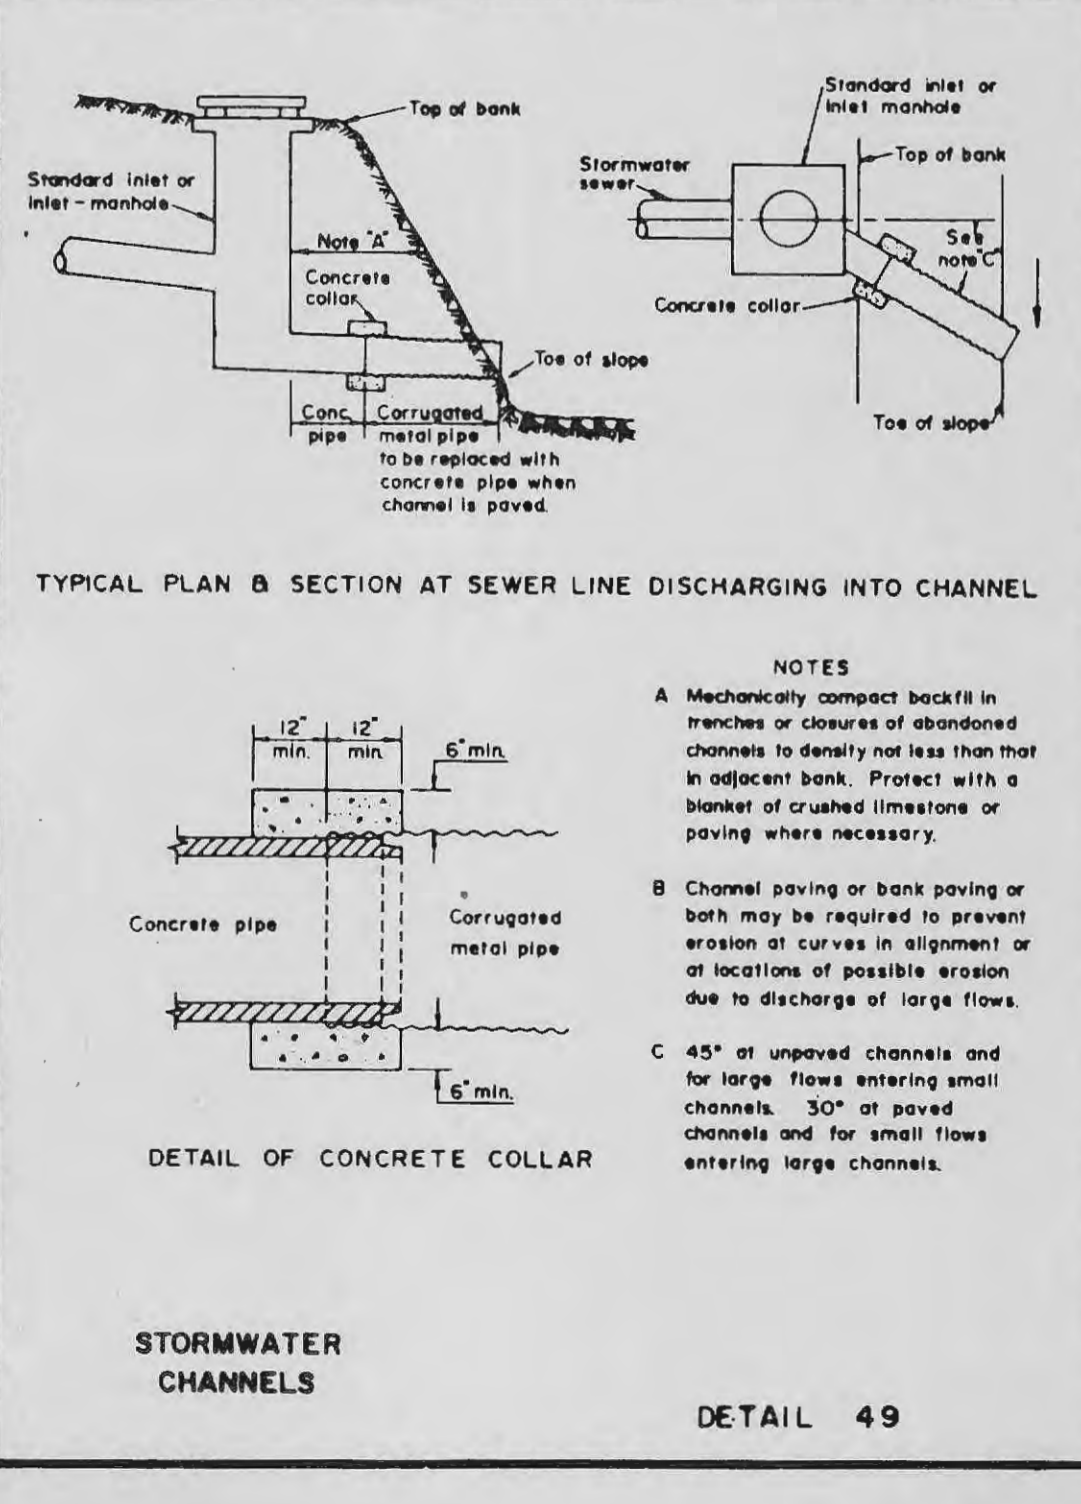 Top of bank
Standard inlet or
inlet - manhole
Note "A"
Concrete
collar
Toe of slope
Conc.
pipe
Corrugated
metal pipe
to be replaced with
concrete pipe when
channel is paved.
Standard inlet or
inlet manhole
Top of bank
Stormwater
sewer
See
note "C"
Concrete collar
Toe of slope
TYPICAL PLAN & SECTION AT SEWER LINE DISCHARGING INTO CHANNEL
12" 12"
min. min.
6" min.
Concrete pipe
Corrugated
metal pipe
6" min.
DETAIL OF CONCRETE COLLAR
NOTES
A Mechanically compact backfil in
trenches or closures of abandoned
channels to density not less than that
in adjacent bank. Protect with a
blanket of crushed limestone or
paving where necessary.
B Channel paving or bank paving or
both may be required to prevent
erosion at curves in alignment or
at locations of possible erosion
due to discharge of large flows.
C 45° at unpaved channels and
for large flows entering small
channels. 30° at paved
channels and for small flows
entering large channels.
STORMWATER
CHANNELS
DETAIL 49